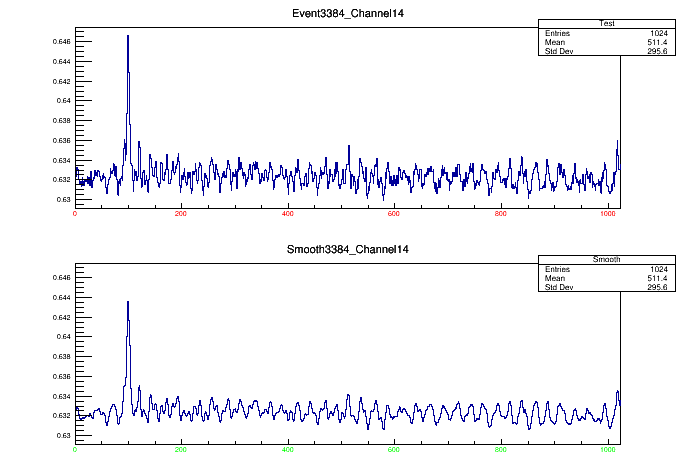 Event3384_Channel14
Test
Entries 1024
Mean 511.4
Std Dev 295.6
0.646
0.644
0.642
0.64
0.638
0.636
0.634
0.632
0.63
0 200 400 600 800 1000
Smooth3384_Channel14
Smooth
Entries 1024
Mean 511.4
Std Dev 295.6
0.646
0.644
0.642
0.64
0.638
0.636
0.634
0.632
0.63
0 200 400 600 800 1000